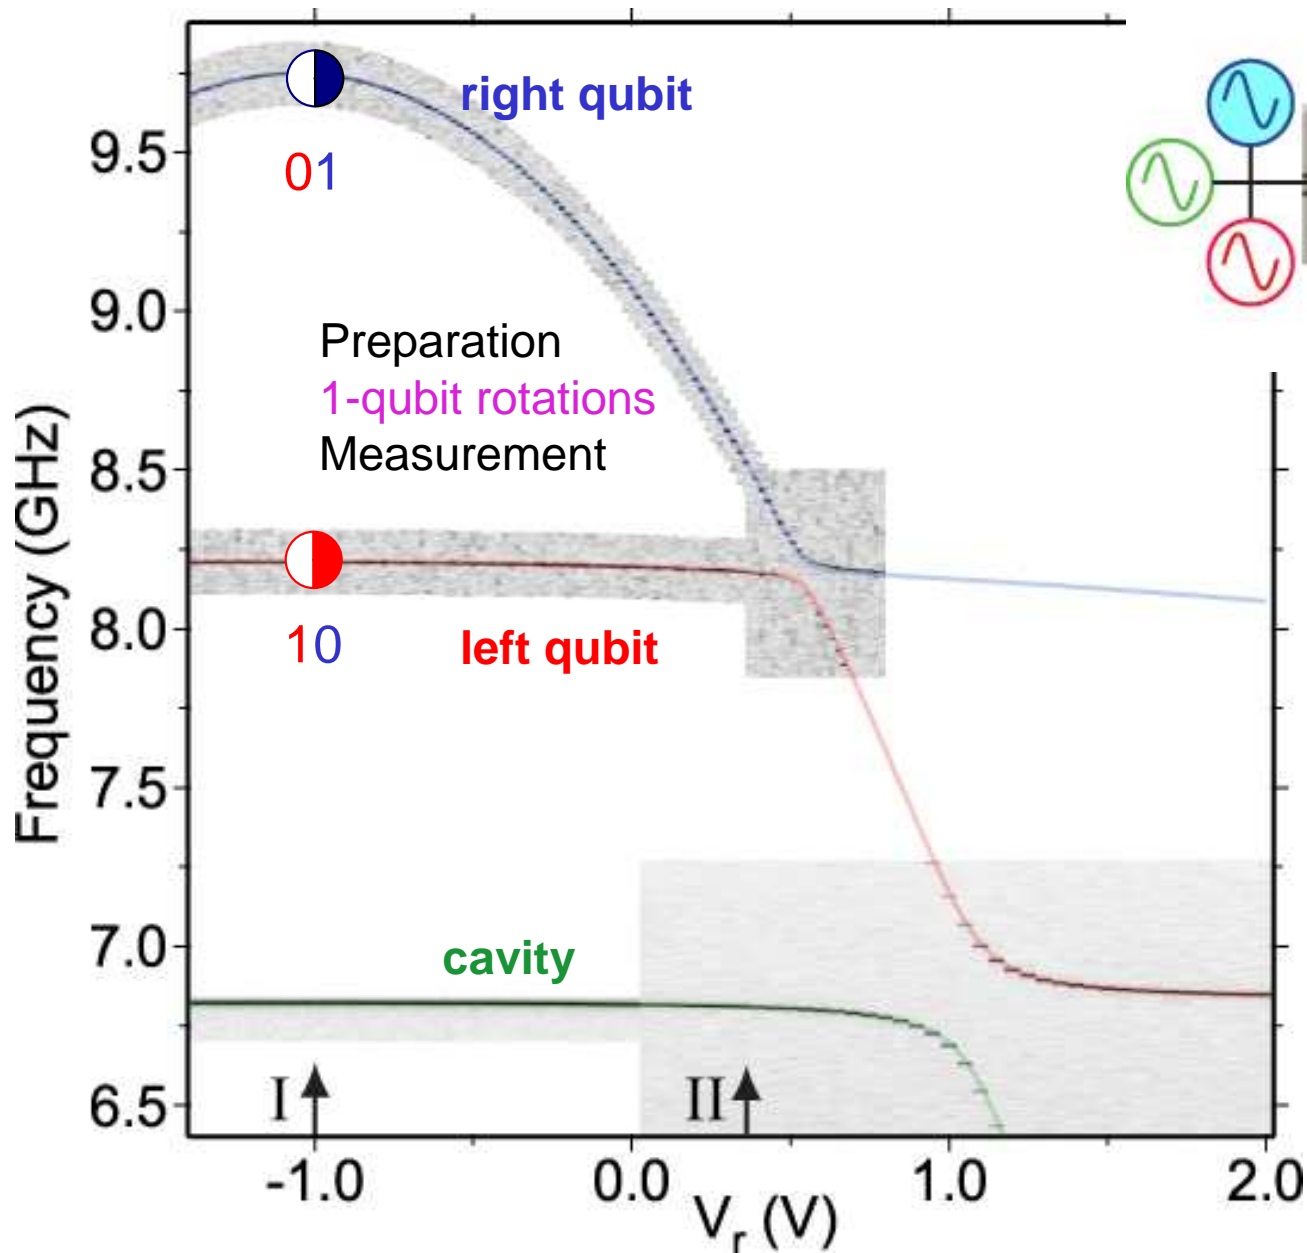 right qubit
9.5
01
9.0
Preparation
1-qubit rotations
Measurement
8.5
8.0
10
left qubit
7.5
7.0
cavity
6.5
I
II
Frequency (GHz)
-1.0
0.0
1.0
2.0
Vr (V)